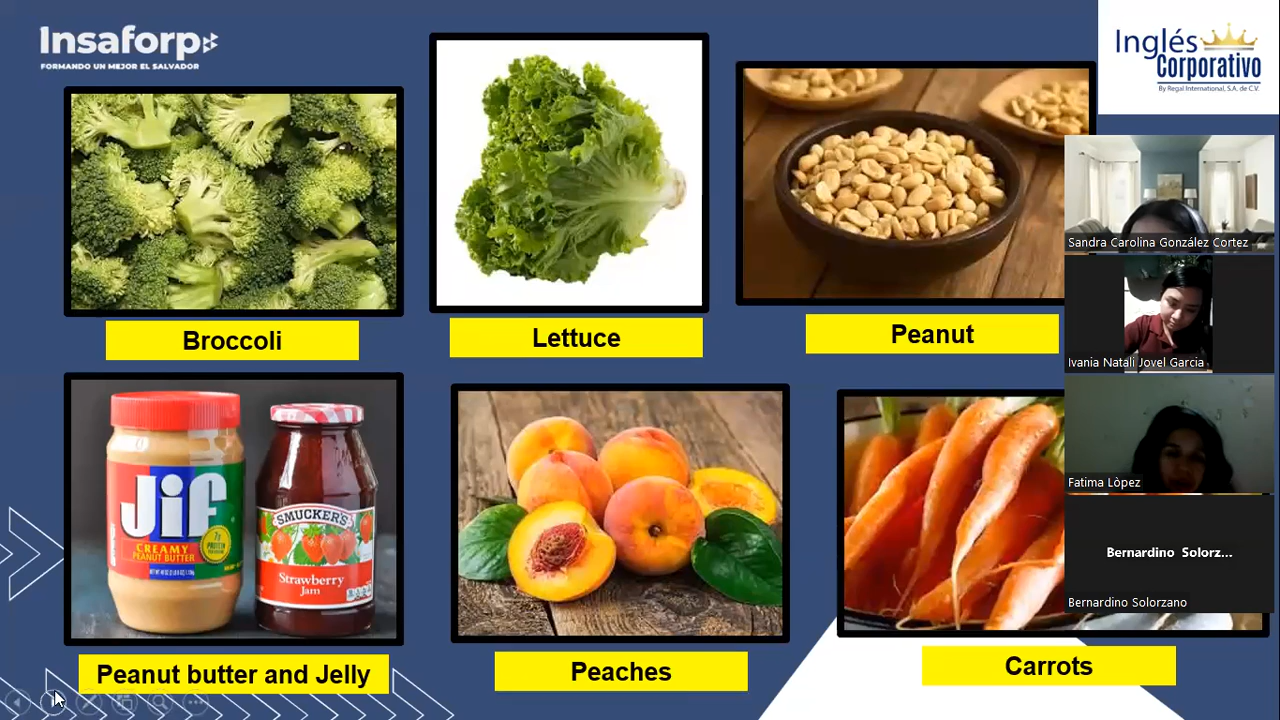 Insaforp
FORMANDO UN MEJOR EL SALVADOR
Inglés
Corporativo
By Regal International, S.A. de C.V.
Broccoli
Lettuce
Peanut
Jif
CREAMY
PEANUT BUTTER
SMUCKER'S
Strawberry
Jam
Peanut butter and Jelly
Peaches
Carrots
Sandra Carolina González Cortez
Ivania Natali Jovel Garcia
Fatima Lòpez
Bernardino Solorz...
Bernardino Solorzano